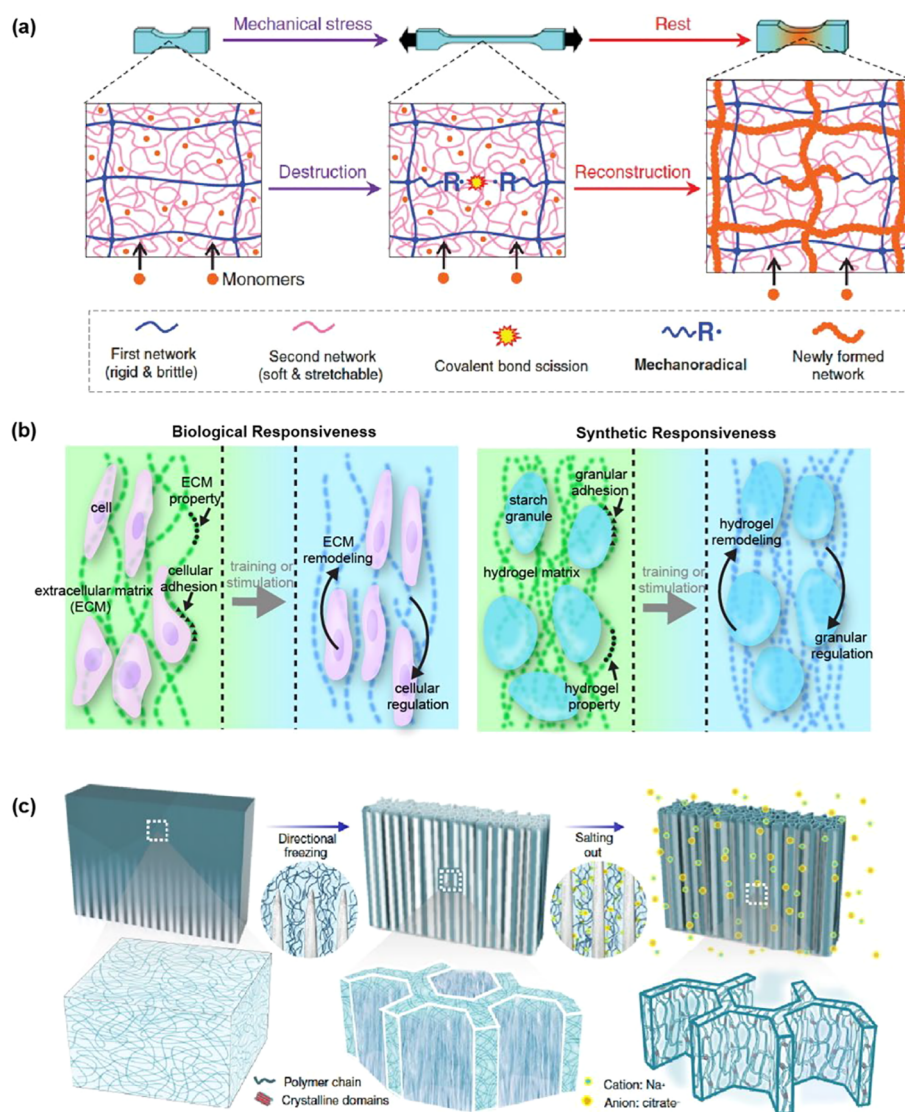 (a)
Mechanical stress
Rest
Destruction
R· ·R
Reconstruction
Monomers
First network
(rigid & brittle)
Second network
(soft & stretchable)
Covalent bond scission
R·
Mechanoradical
Newly formed
network
(b)
Biological Responsiveness
cell
ECM
property
cellular
adhesion
extracellular matrix
(ECM)
training or
stimulation
ECM
remodeling
cellular
regulation
Synthetic Responsiveness
starch
granule
granular
adhesion
hydrogel matrix
hydrogel
property
training or
stimulation
hydrogel
remodeling
granular
regulation
(c)
Directional
freezing
Salting
out
Polymer chain
Crystalline domains
Cation: Na+
Anion: citrate-